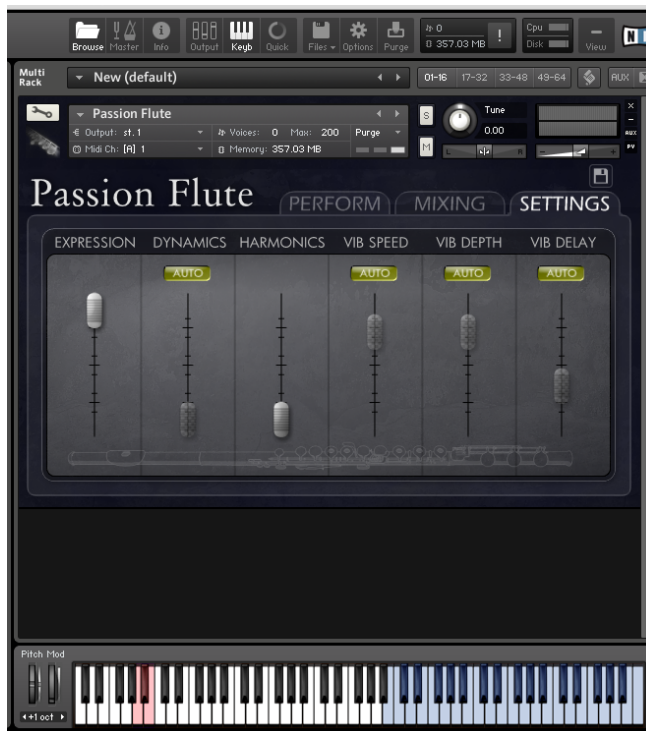 Browse Master Info Output Keyb Quick Files Options Purge 0 357.03 MB ! Cpu Disk View
Multi Rack New (default) 01-16 17-32 33-48 49-64 AUX
Passion Flute S Tune
Output: st.1 Voices: 0 Max: 200 Purge 0.00 AUX
Midi Ch: [A] 1 Memory: 357.03 MB M L R PV
Passion Flute PERFORM MIXING SETTINGS
EXPRESSION DYNAMICS HARMONICS VIB SPEED VIB DEPTH VIB DELAY
AUTO AUTO AUTO AUTO
Pitch Mod
+1 oct